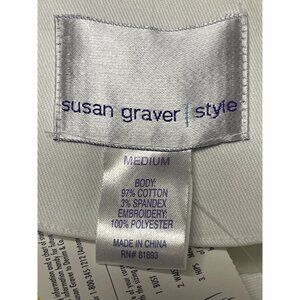 susan graver | style
MEDIUM
BODY:
97% COTTON
3% SPANDEX
EMBROIDERY:
100% POLYESTER
MADE IN CHINA
RN# 81893